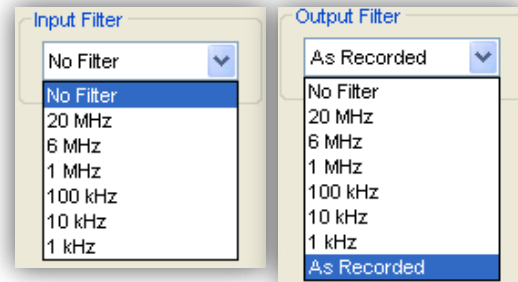 Input Filter
No Filter
No Filter
20 MHz
6 MHz
1 MHz
100 kHz
10 kHz
1 kHz
Output Filter
As Recorded
No Filter
20 MHz
6 MHz
1 MHz
100 kHz
10 kHz
1 kHz
As Recorded